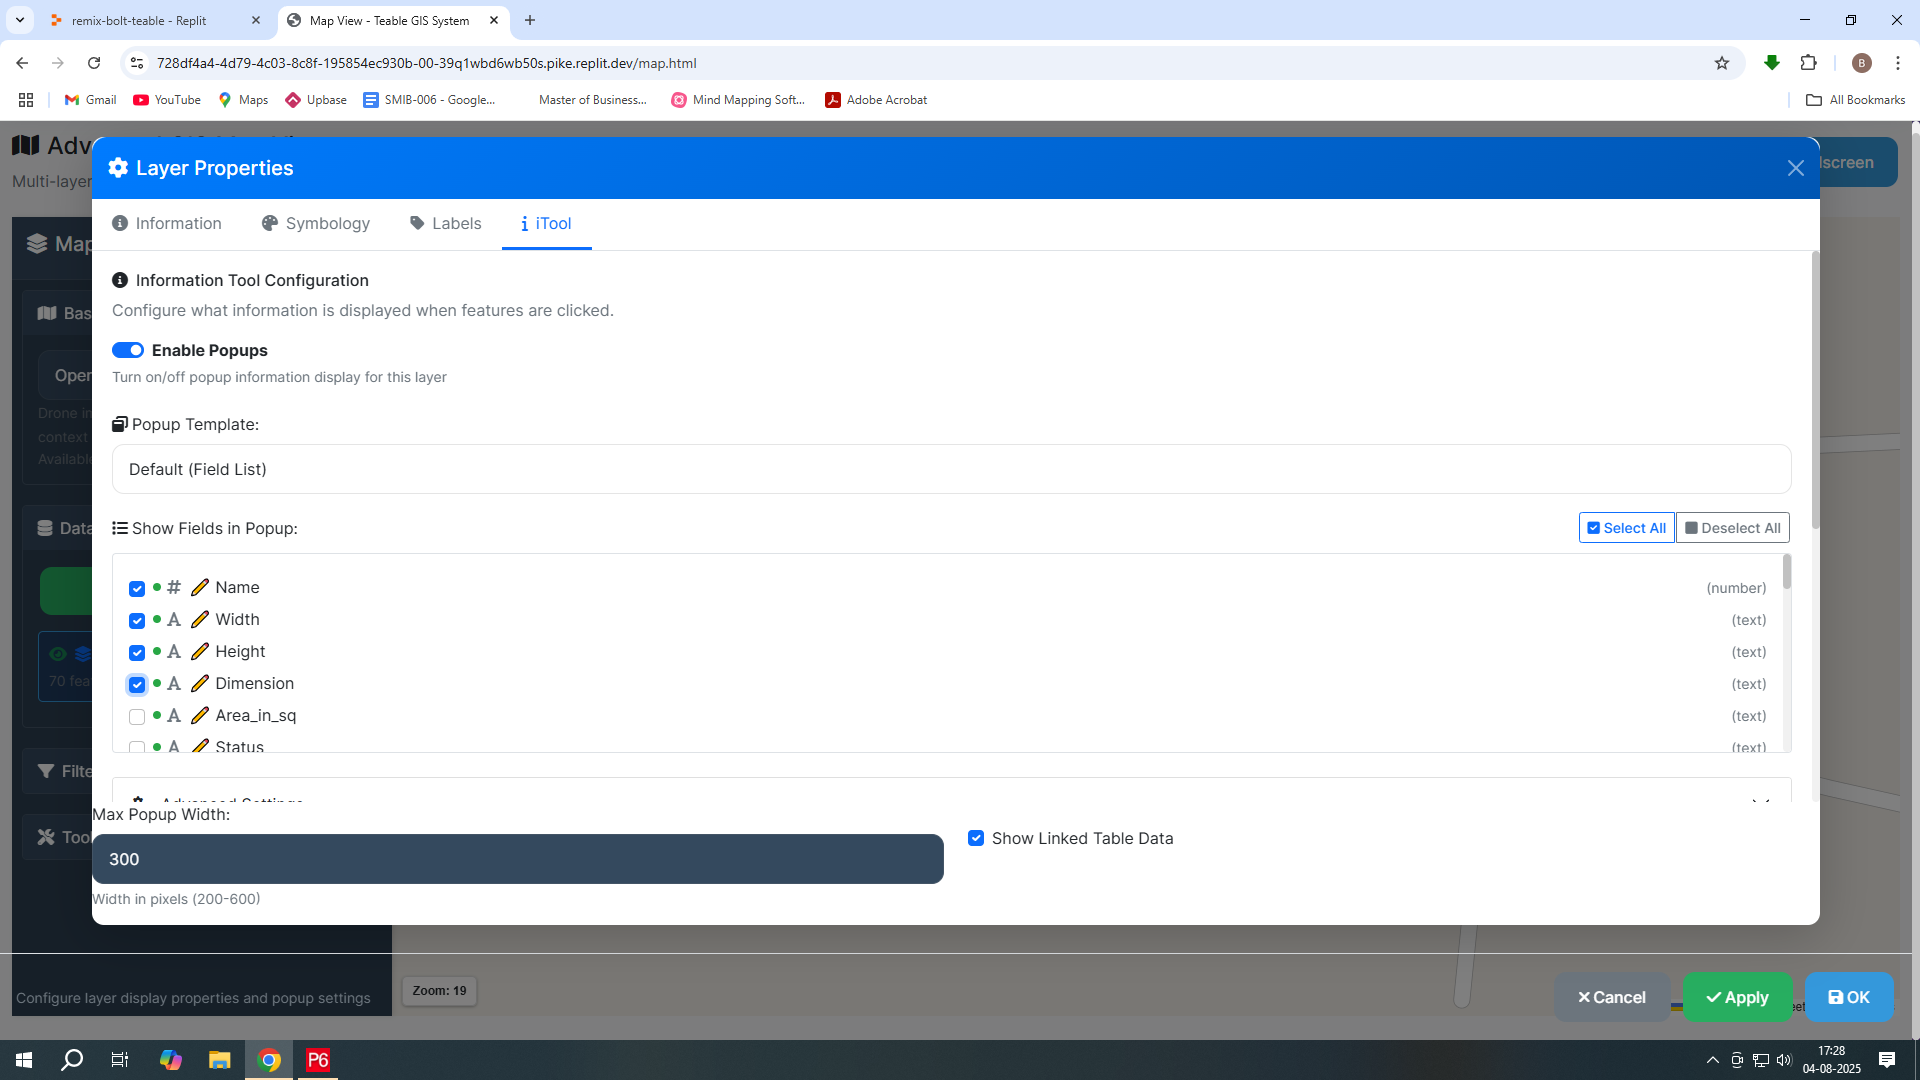 remix-bolt-teable - Replit
Map View - Teable GIS System
728df4a4-4d79-4c03-8c8f-195854ec930b-00-39q1wbd6wb50s.pike.replit.dev/map.html
B
Gmail
YouTube
Maps
Upbase
SMIB-006 - Google...
Master of Business...
Mind Mapping Soft...
Adobe Acrobat
All Bookmarks
Adv
Multi-layer
lscreen
Layer Properties
Information
Symbology
Labels
iTool
Map
Information Tool Configuration
Configure what information is displayed when features are clicked.
Bas
Enable Popups
Turn on/off popup information display for this layer
Open
Drone in
context
Available
Popup Template:
Default (Field List)
Data
Show Fields in Popup:
Select All
Deselect All
Name
(number)
Width
(text)
Height
(text)
70 fea
Dimension
(text)
Area_in_sq
(text)
Status
(text)
Filte
Advanced Settings
Max Popup Width:
Tool
300
Show Linked Table Data
Width in pixels (200-600)
Zoom: 19
Configure layer display properties and popup settings
Cancel
Apply
eet
OK
P6
17:28
04-08-2025